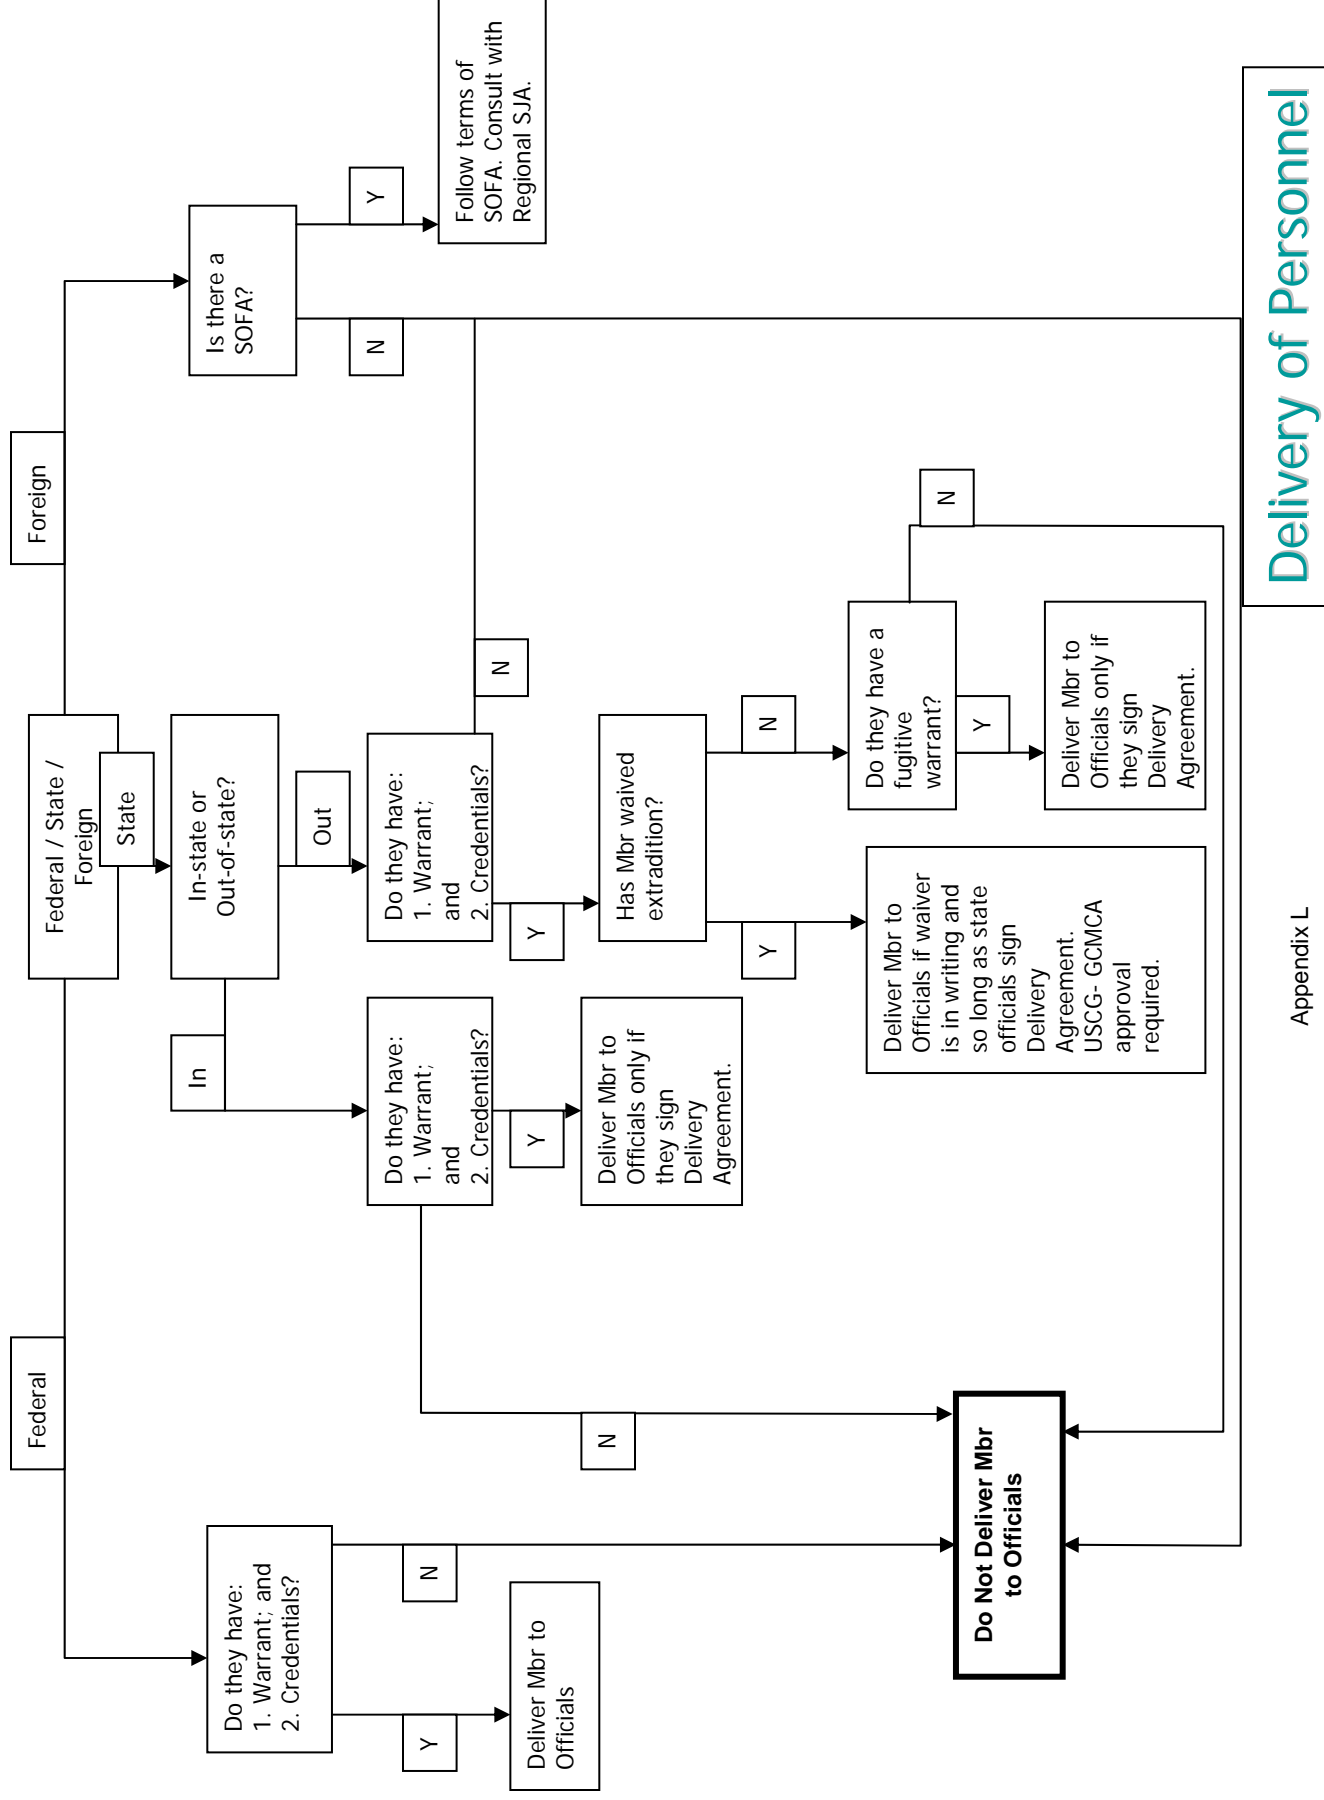 Delivery of Personnel
Federal
Foreign
Federal / State /
Foreign
State
In-state or
Out-of-state?
In
Out
Is there a
SOFA?
Y
N
Follow terms of
SOFA. Consult with
Regional SJA.
Do they have:
1. Warrant; and
2. Credentials?
Y
N
Deliver Mbr to
Officials
Do they have:
1. Warrant;
and
2. Credentials?
Y
N
Deliver Mbr to
Officials only if
they sign
Delivery
Agreement.
Do they have:
1. Warrant;
and
2. Credentials?
Y
N
Has Mbr waived
extradition?
Y
N
Deliver Mbr to
Officials if waiver
is in writing and
so long as state
officials sign
Delivery
Agreement.
USCG- GCMCA
approval
required.
Do they have a
fugitive
warrant?
Y
N
Deliver Mbr to
Officials only if
they sign
Delivery
Agreement.
Do Not Deliver Mbr
to Officials
Appendix L